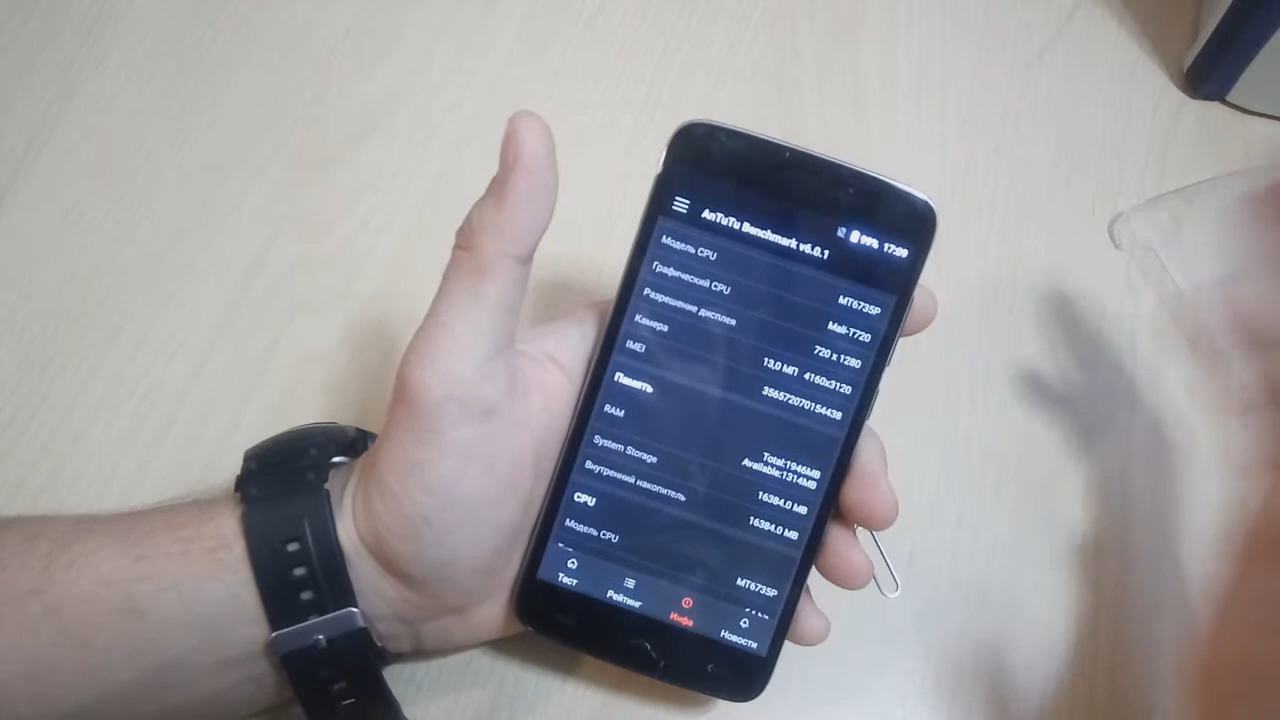 AnTuTu Benchmark v6.0.1
99% 17:09
Модель CPU
MT6735P
Графический CPU
Mali-T720
Разрешение дисплея
720 x 1280
Камера
13,0 МП 4160x3120
IMEI
356572070154438
Память
RAM
Total:1946MB
Available:1314MB
System Storage
16384.0 MB
Внутренний накопитель
16384.0 MB
CPU
Модель CPU
MT6735P
Тест
Рейтинг
Инфа
Новости